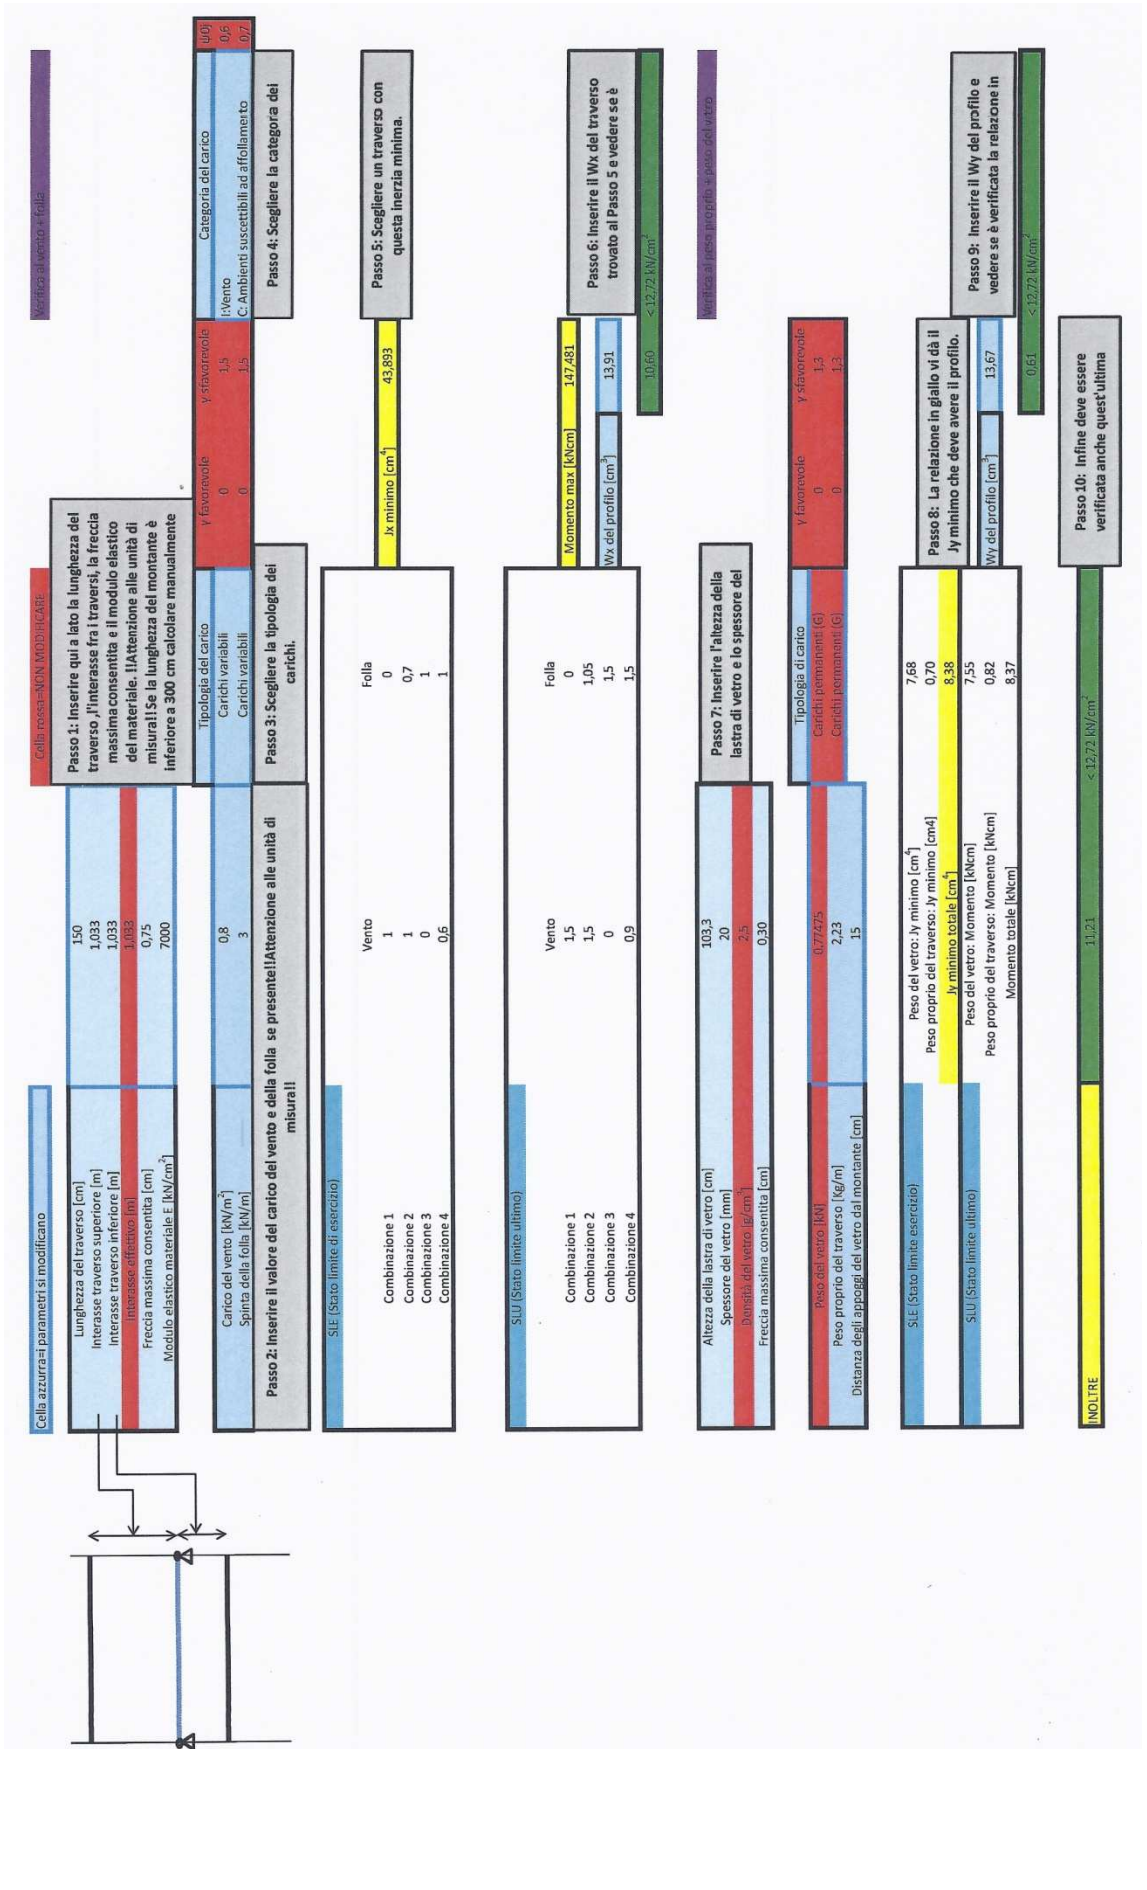 Cella azzurra=i parametri si modificano
Cella rossa=NON MODIFICARE
Verifica al vento + folla
Lunghezza del traverso [cm] 150
Interasse traverso superiore [m] 1,033
Interasse traverso inferiore [m] 1,033
Interasse effettivo [m] 1,033
Freccia massima consentita [cm] 0,75
Modulo elastico materiale E [kN/cm²] 7000
Passo 1: Inserire qui a lato la lunghezza del
traverso ,l'interasse fra i traversi, la freccia
massimaconsentita e il modulo elastico
del materiale. !!Attenzione alle unità di
misura!!Se la lunghezza del montante è
inferiore a 300 cm calcolare manualmente
Tipologia del carico γ favorevole γ sfavorevole Categoria del carico ψ0j
Carico del vento [kN/m²] 0,8 Carichi variabili 0 1,5 I:Vento 0,6
Spinta della folla [kN/m] 3 Carichi variabili 0 1,5 C: Ambienti suscettibili ad affollamento 0,7
Passo 2: Inserire il valore del carico del vento e della folla se presente!!Attenzione alle unità di
misura!!
Passo 3: Scegliere la tipologia dei
carichi.
Passo 4: Scegliere la categoria dei
SLE (Stato limite di esercizio)
Vento Folla
Combinazione 1 1 0
Combinazione 2 1 0,7
Combinazione 3 0 1
Combinazione 4 0,6 1
Jx minimo [cm⁴] 43,893
Passo 5: Scegliere un traverso con
questa inerzia minima.
SLU (Stato limite ultimo)
Vento Folla
Combinazione 1 1,5 0
Combinazione 2 1,5 1,05
Combinazione 3 0 1,5
Combinazione 4 0,9 1,5
Momento max [kNcm] 147,481
Wx del profilo [cm³] 13,91
Passo 6: Inserire il Wx del traverso
trovato al Passo 5 e vedere se è
10,60 < 12,72 kN/cm²
Verifica al peso proprio + peso del vetro
Altezza della lastra di vetro [cm] 103,3
Spessore del vetro [mm] 20
Densità del vetro [g/cm³] 2,5
Freccia massima consentita [cm] 0,30
Passo 7: Inserire l'altezza della
lastra di vetro e lo spessore del
Tipologia di carico γ favorevole γ sfavorevole
Peso del vetro [kN] 0,77475 Carichi permanenti (G) 0 1,3
Peso proprio del traverso [Kg/m] 2,23 Carichi permanenti (G) 0 1,3
Distanza degli appoggi del vetro dal montante [cm] 15
SLE (Stato limite esercizio)
Peso del vetro: Jy minimo [cm⁴] 7,68
Peso proprio del traverso: Jy minimo [cm4] 0,70
Jy minimo totale [cm⁴] 8,38
Passo 8: La relazione in giallo vi dà il
Jy minimo che deve avere il profilo.
SLU (Stato limite ultimo)
Peso del vetro: Momento [kNcm] 7,55
Peso proprio del traverso: Momento [kNcm] 0,82
Momento totale [kNcm] 8,37
Wy del profilo [cm³] 13,67
Passo 9: Inserire il Wy del profilo e
vedere se è verificata la relazione in
0,61 < 12,72 kN/cm²
INOLTRE 11,21 < 12,72 kN/cm²
Passo 10: Infine deve essere
verificata anche quest'ultima